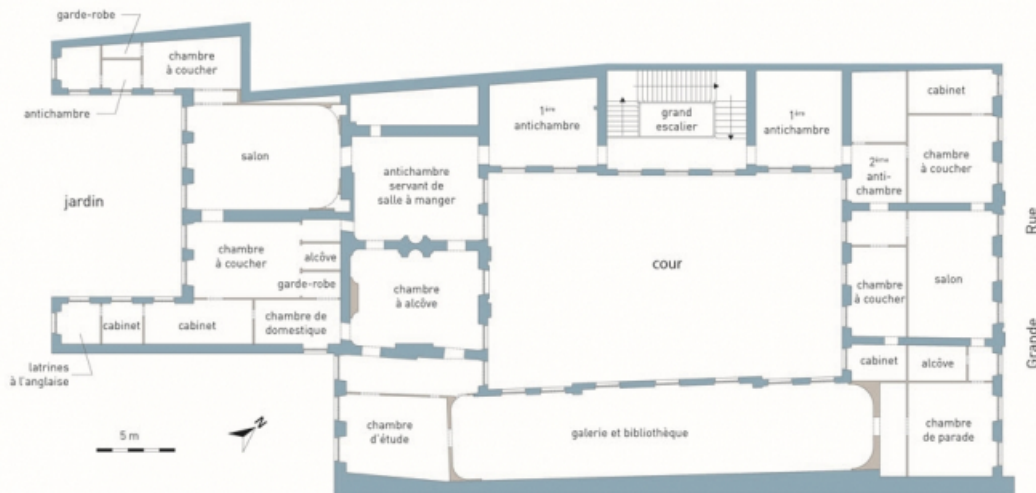 garde-robe
chambre
à coucher
antichambre
jardin
salon
1ère
antichambre
grand
escalier
1ère
antichambre
cabinet
chambre
à coucher
2ème
anti-
chambre
antichambre
servant de
salle à manger
chambre
à coucher
alcôve
garde-robe
chambre
à alcôve
cour
chambre
à coucher
salon
Grande Rue
cabinet
cabinet
chambre de
domestique
latrines
à l'anglaise
cabinet
alcôve
chambre
d'étude
galerie et bibliothèque
chambre
de parade
5 m
N